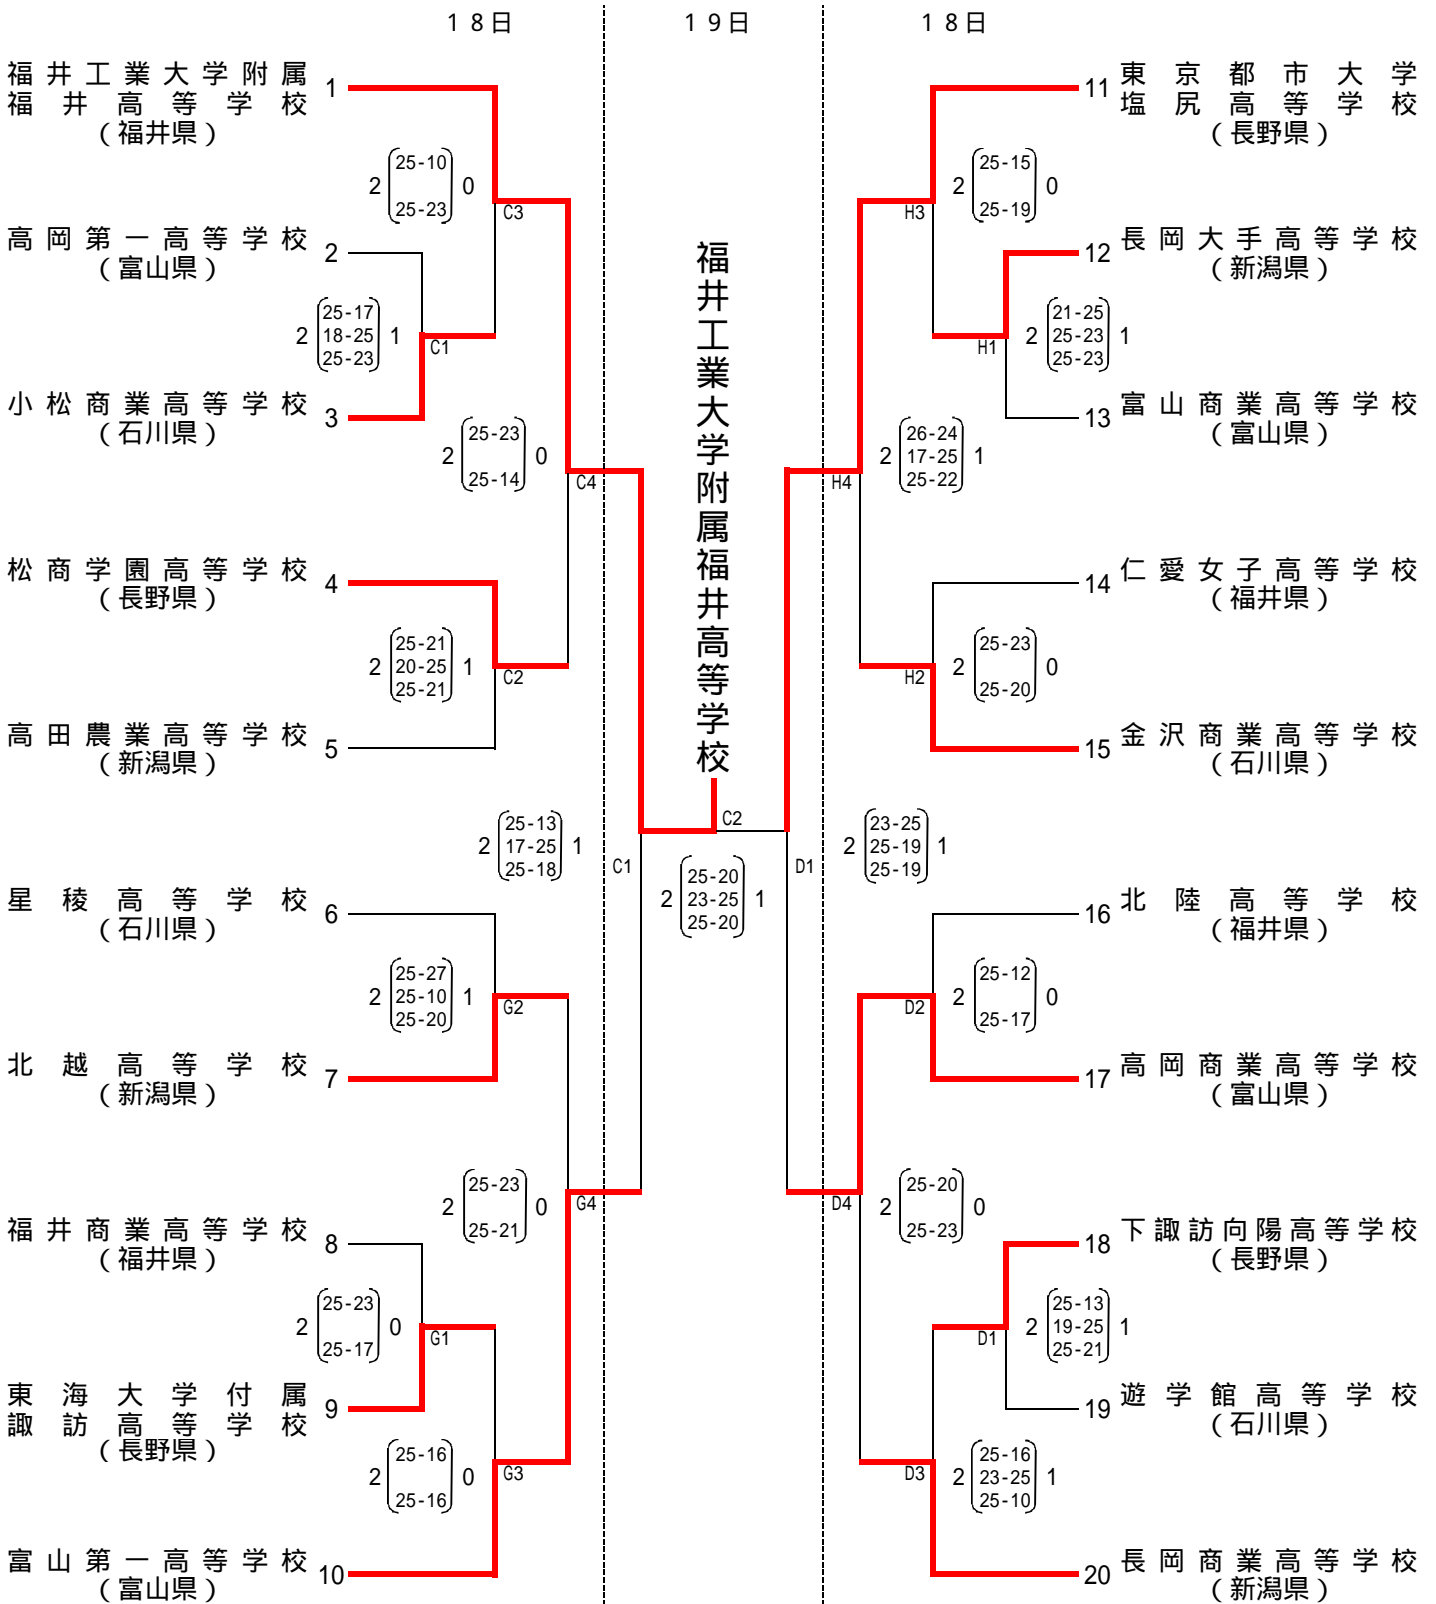 18日
19日
18日
福井工業大学附属
福井高等学校
(福井県)
1
2
25-10
25-23
0
C3
高岡第一高等学校
(富山県)
2
2
25-17
18-25
25-23
1
C1
小松商業高等学校
(石川県)
3
2
25-23
25-14
0
C4
松商学園高等学校
(長野県)
4
2
25-21
20-25
25-21
1
C2
高田農業高等学校
(新潟県)
5
2
25-13
17-25
25-18
1
C1
星稜高等学校
(石川県)
6
2
25-27
25-10
25-20
1
G2
北越高等学校
(新潟県)
7
2
25-23
25-21
0
G4
福井商業高等学校
(福井県)
8
2
25-23
25-17
0
G1
東海大学付属
諏訪高等学校
(長野県)
9
2
25-16
25-16
0
G3
富山第一高等学校
(富山県)
10
福井工業大学附属福井高等学校
C2
2
25-20
23-25
25-20
1
11
東京都市大学
塩尻高等学校
(長野県)
H3
2
25-15
25-19
0
12
長岡大手高等学校
(新潟県)
H1
2
21-25
25-23
25-23
1
13
富山商業高等学校
(富山県)
H4
2
26-24
17-25
25-22
1
14
仁愛女子高等学校
(福井県)
H2
2
25-23
25-20
0
15
金沢商業高等学校
(石川県)
D1
2
23-25
25-19
25-19
1
16
北陸高等学校
(福井県)
D2
2
25-12
25-17
0
17
高岡商業高等学校
(富山県)
D4
2
25-20
25-23
0
18
下諏訪向陽高等学校
(長野県)
D1
2
25-13
19-25
25-21
1
19
遊学館高等学校
(石川県)
D3
2
25-16
23-25
25-10
1
20
長岡商業高等学校
(新潟県)